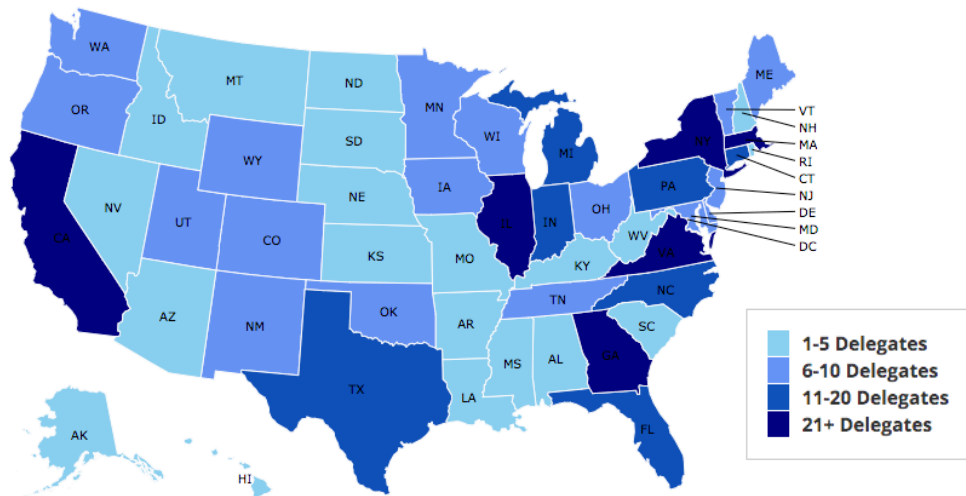 WA
MT
ND
MN
ME
OR
ID
SD
WI
MI
NY
VT
NH
MA
RI
CT
WY
NE
IA
PA
NJ
NV
UT
CO
IL
IN
OH
DE
MD
DC
CA
KS
MO
WV
VA
KY
AZ
NM
OK
TN
NC
AR
SC
MS
AL
GA
TX
LA
FL
AK
HI
1-5 Delegates
6-10 Delegates
11-20 Delegates
21+ Delegates